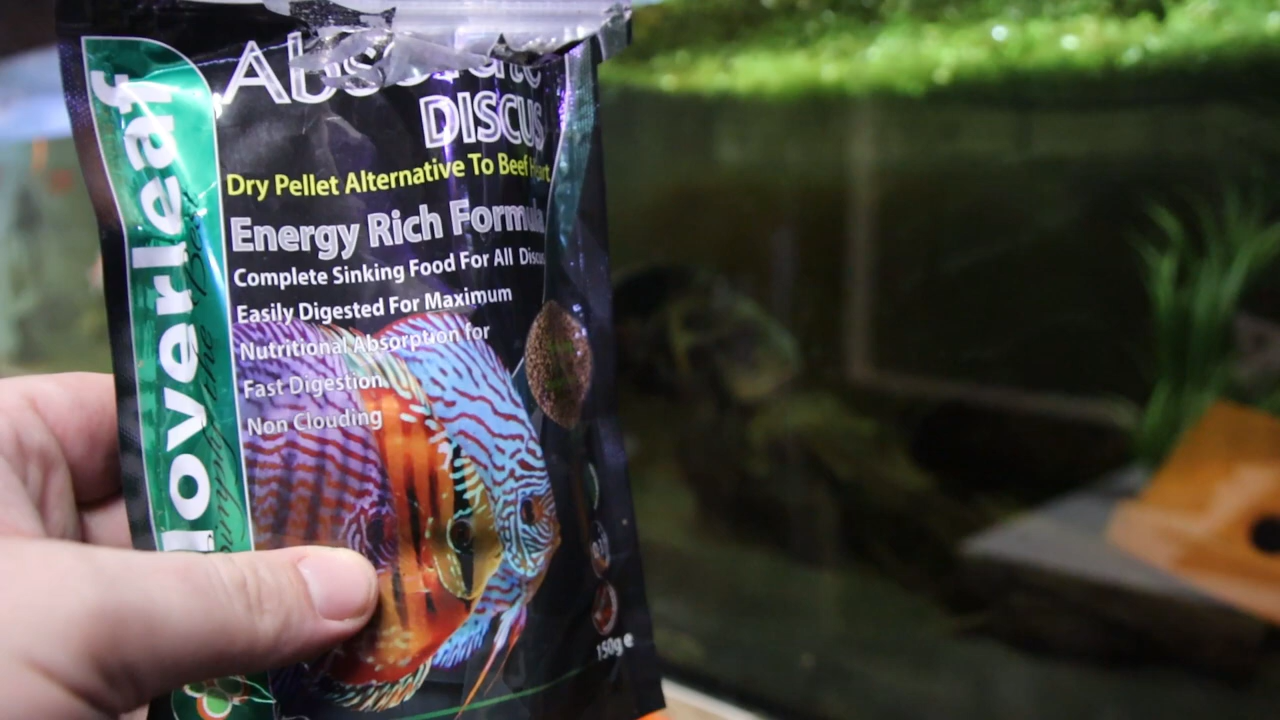 DISCUS
Dry Pellet Alternative To Beef Heart
Energy Rich Formula
Complete Sinking Food For All Discus
Easily Digested For Maximum
Nutritional Absorption for
Fast Digestion
Non Clouding
150g e
overleaf